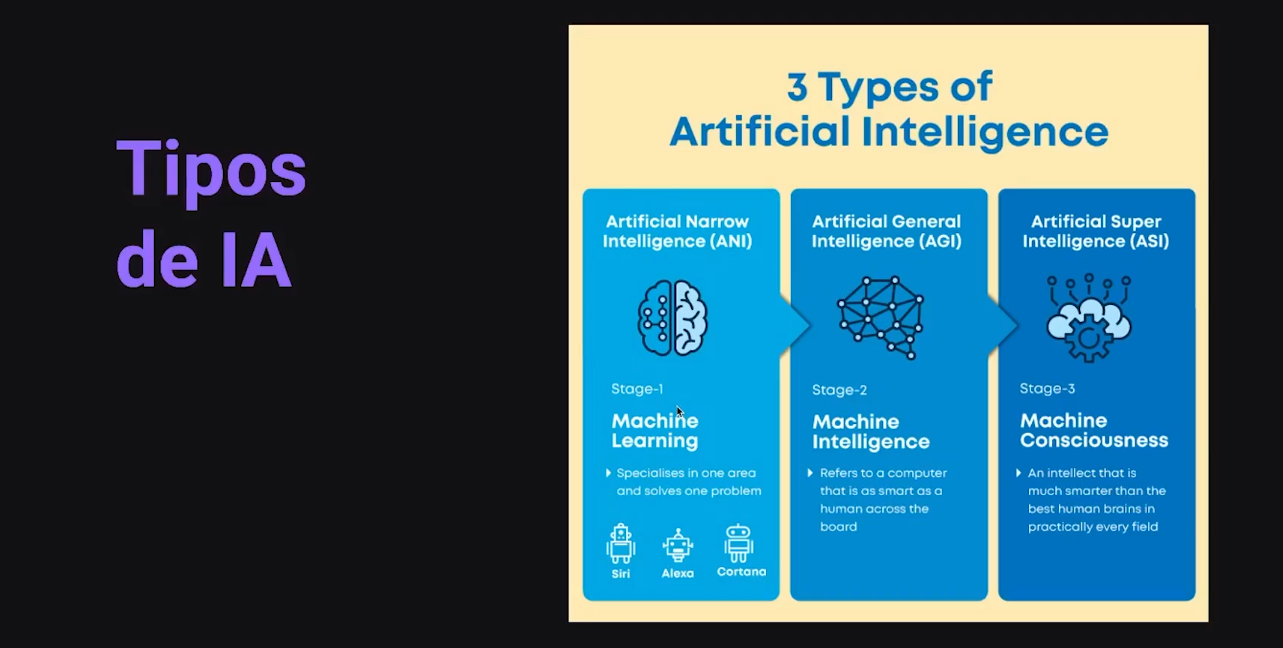 Tipos
de IA
3 Types of
Artificial Intelligence
Artificial Narrow
Intelligence (ANI)
Stage-1
Machine
Learning
Specialises in one area
and solves one problem
Siri
Alexa
Cortana
Artificial General
Intelligence (AGI)
Stage-2
Machine
Intelligence
Refers to a computer
that is as smart as a
human across the
board
Artificial Super
Intelligence (ASI)
Stage-3
Machine
Consciousness
An intellect that is
much smarter than the
best human brains in
practically every field